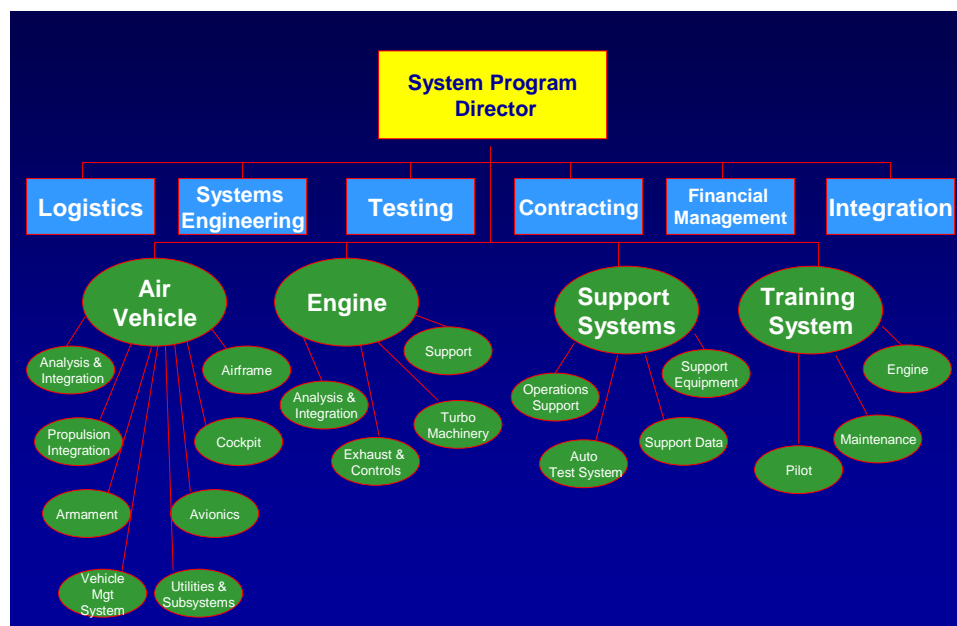 System Program
Director
Logistics
Systems
Engineering
Testing
Contracting
Financial
Management
Integration
Air
Vehicle
Engine
Support
Systems
Training
System
Analysis &
Integration
Airframe
Propulsion
Integration
Cockpit
Armament
Avionics
Vehicle
Mgt
System
Utilities &
Subsystems
Support
Analysis &
Integration
Turbo
Machinery
Exhaust &
Controls
Operations
Support
Support
Equipment
Auto
Test System
Support Data
Engine
Maintenance
Pilot